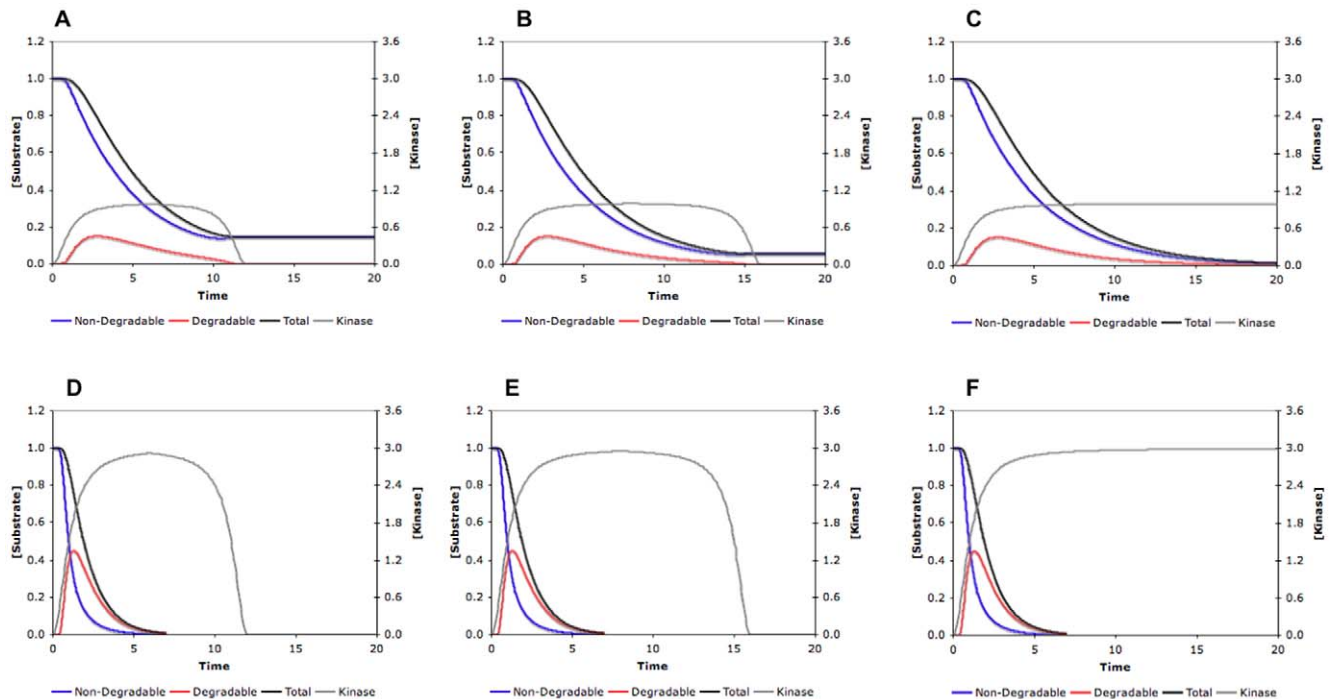 A
B
C
1.2 3.6 1.2 3.6 1.2 3.6
1.0 3.0 1.0 3.0 1.0 3.0
0.8 2.4 0.8 2.4 0.8 2.4
0.6 1.8 0.6 1.8 0.6 1.8
0.4 1.2 0.4 1.2 0.4 1.2
0.2 0.6 0.2 0.6 0.2 0.6
0.0 0.0 0.0 0.0 0.0 0.0
[Substrate] [Kinase] [Substrate] [Kinase] [Substrate] [Kinase]
0 5 10 15 20 0 5 10 15 20 0 5 10 15 20
Time Time Time
Non-Degradable Degradable Total Kinase Non-Degradable Degradable Total Kinase Non-Degradable Degradable Total Kinase
D
E
F
1.2 3.6 1.2 3.6 1.2 3.6
1.0 3.0 1.0 3.0 1.0 3.0
0.8 2.4 0.8 2.4 0.8 2.4
0.6 1.8 0.6 1.8 0.6 1.8
0.4 1.2 0.4 1.2 0.4 1.2
0.2 0.6 0.2 0.6 0.2 0.6
0.0 0.0 0.0 0.0 0.0 0.0
[Substrate] [Kinase] [Substrate] [Kinase] [Substrate] [Kinase]
0 5 10 15 20 0 5 10 15 20 0 5 10 15 20
Time Time Time
Non-Degradable Degradable Total Kinase Non-Degradable Degradable Total Kinase Non-Degradable Degradable Total Kinase